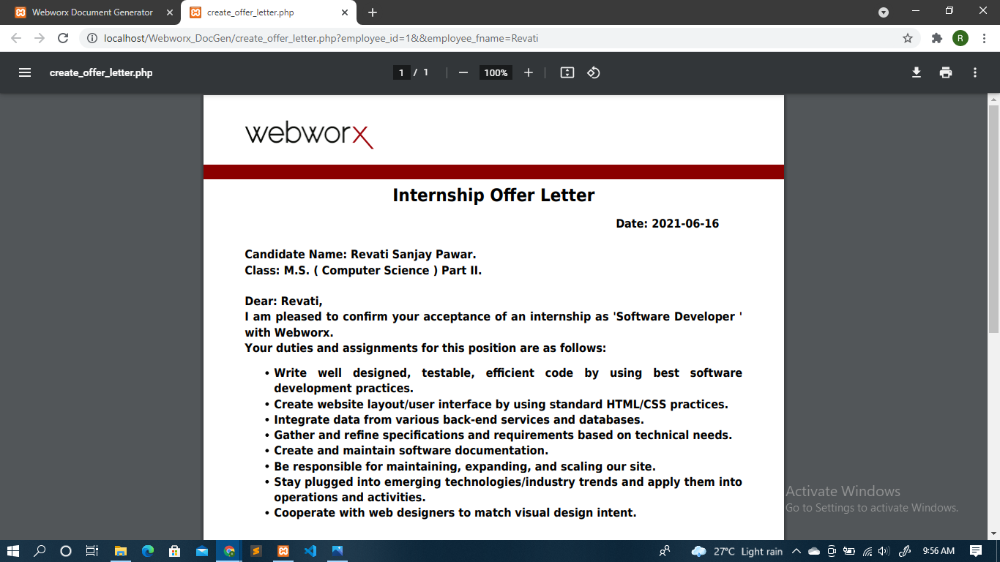 Webworx Document Generator
create_offer_letter.php
localhost/Webworx_DocGen/create_offer_letter.php?employee_id=1&&employee_fname=Revati
R
create_offer_letter.php
1 / 1
100%
webworx
Internship Offer Letter
Date: 2021-06-16
Candidate Name: Revati Sanjay Pawar.
Class: M.S. ( Computer Science ) Part II.
Dear: Revati,
I am pleased to confirm your acceptance of an internship as 'Software Developer '
with Webworx.
Your duties and assignments for this position are as follows:
• Write well designed, testable, efficient code by using best software
development practices.
• Create website layout/user interface by using standard HTML/CSS practices.
• Integrate data from various back-end services and databases.
• Gather and refine specifications and requirements based on technical needs.
• Create and maintain software documentation.
• Be responsible for maintaining, expanding, and scaling our site.
• Stay plugged into emerging technologies/industry trends and apply them into
operations and activities.
• Cooperate with web designers to match visual design intent.
Activate Windows
Go to Settings to activate Windows.
27°C Light rain
9:56 AM